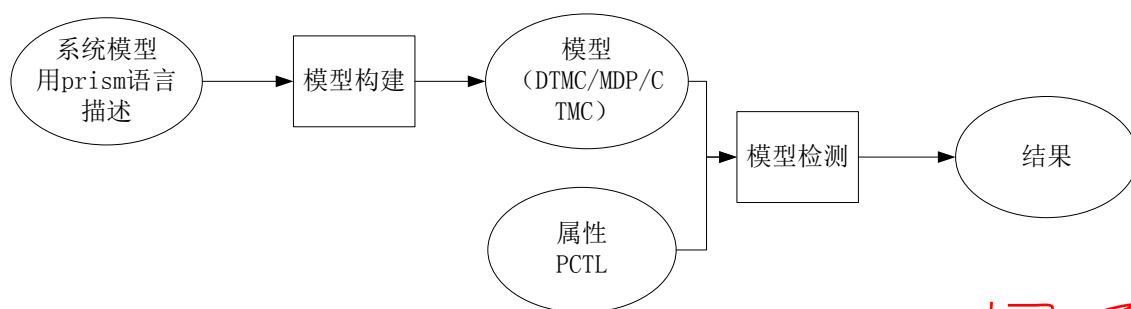 系统模型
用prism语言
描述
模型构建
模型
（DTMC/MDP/C
TMC）
属性
PCTL
模型检测
结果